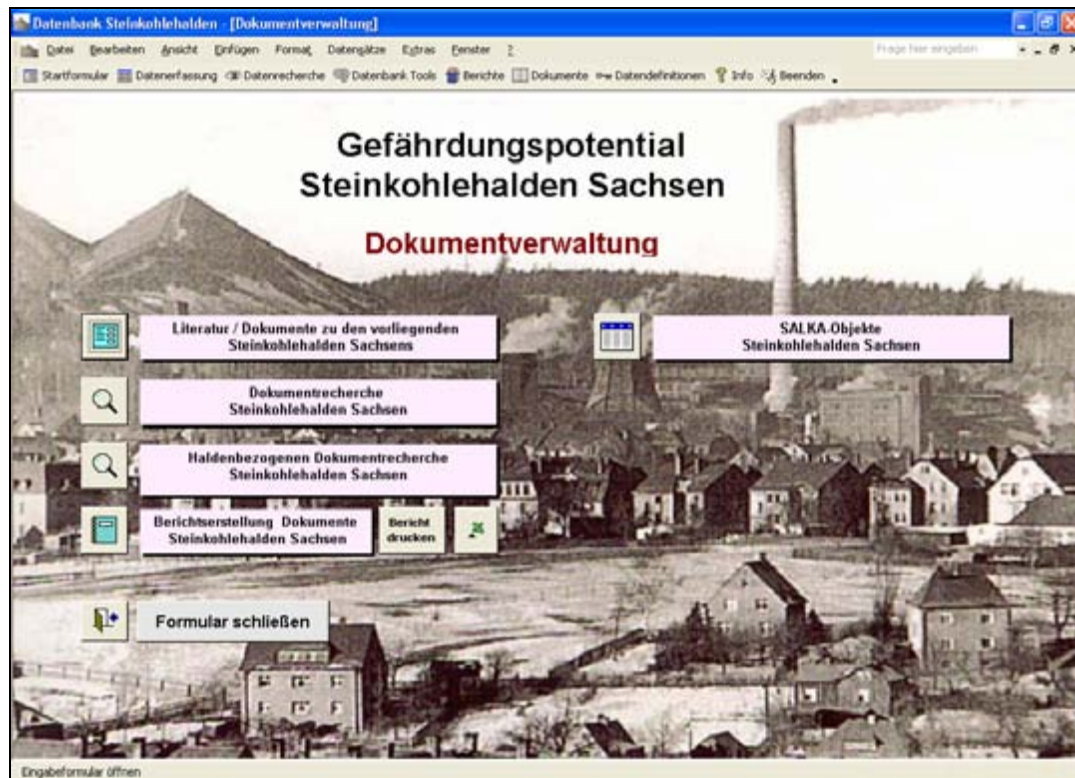 Datenbank Steinkohlehalden - [Dokumentverwaltung]
Datei Bearbeiten Ansicht Einfügen Format Datensätze Extras Fenster ?
Frage hier eingeben
Startformular Datenerfassung Datenrecherche Datenbank Tools Berichte Dokumente Datendefinitionen Info Beenden
Gefährdungspotential
Steinkohlehalden Sachsen
Dokumentverwaltung
Literatur / Dokumente zu den vorliegenden
Steinkohlehalden Sachsens
SALKA-Objekte
Steinkohlehalden Sachsen
Dokumentrecherche
Steinkohlehalden Sachsen
Haldenbezogenen Dokumentrecherche
Steinkohlehalden Sachsen
Berichtserstellung Dokumente
Steinkohlehalden Sachsen
Bericht
drucken
Formular schließen
Eingabeformular öffnen